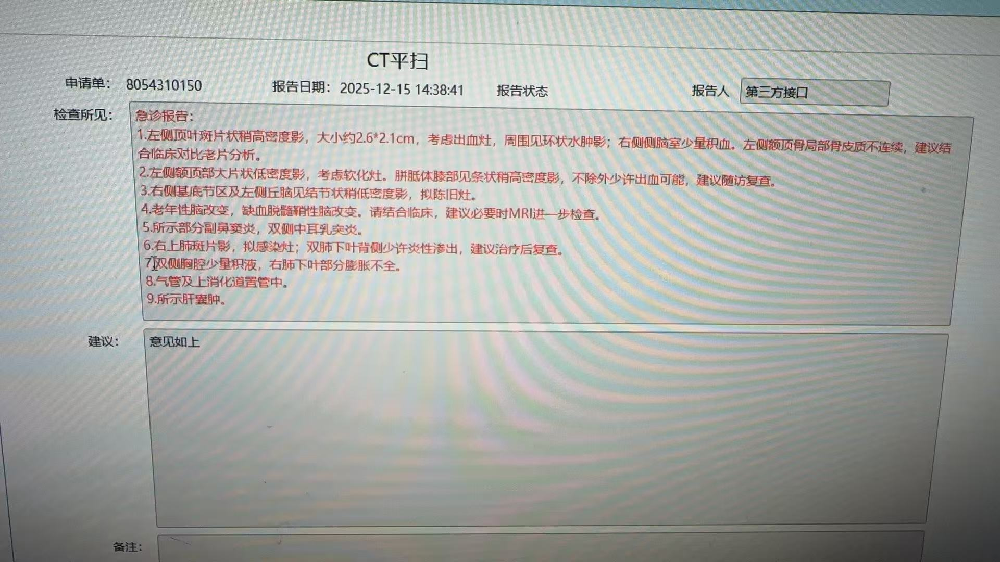 CT平扫
申请单： 8054310150 报告日期： 2025-12-15 14:38:41 报告状态 报告人 第三方接口
检查所见： 急诊报告：
1.左侧顶叶斑片状稍高密度影，大小约2.6*2.1cm，考虑出血灶，周围见环状水肿影；右侧侧脑室少量积血。左侧额顶骨局部骨皮质不连续，建议结
合临床对比老片分析。
2.左侧额顶部大片状低密度影，考虑软化灶。胼胝体膝部见条状稍高密度影，不除外少许出血可能，建议随访复查。
3.右侧基底节区及左侧丘脑见结节状稍低密度影，拟陈旧灶。
4.老年性脑改变，缺血脱髓鞘性脑改变。请结合临床，建议必要时MRI进一步检查。
5.所示部分副鼻窦炎，双侧中耳乳突炎。
6.右上肺斑片影，拟感染灶；双肺下叶背侧少许炎性渗出，建议治疗后复查。
7.双侧胸腔少量积液，右肺下叶部分膨胀不全。
8.气管及上消化道置管中。
9.所示肝囊肿。
建议： 意见如上
备注：